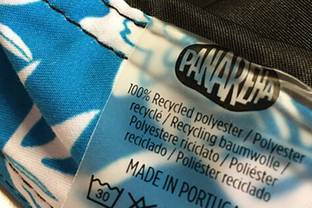 PANAREHA
100% Recycled polyester / Polyester
recyclé / Recycling baumwolle /
Polyestere riciclato / Poliéster
reciclado / Poliéster reciclado
MADE IN PORTUGAL
30